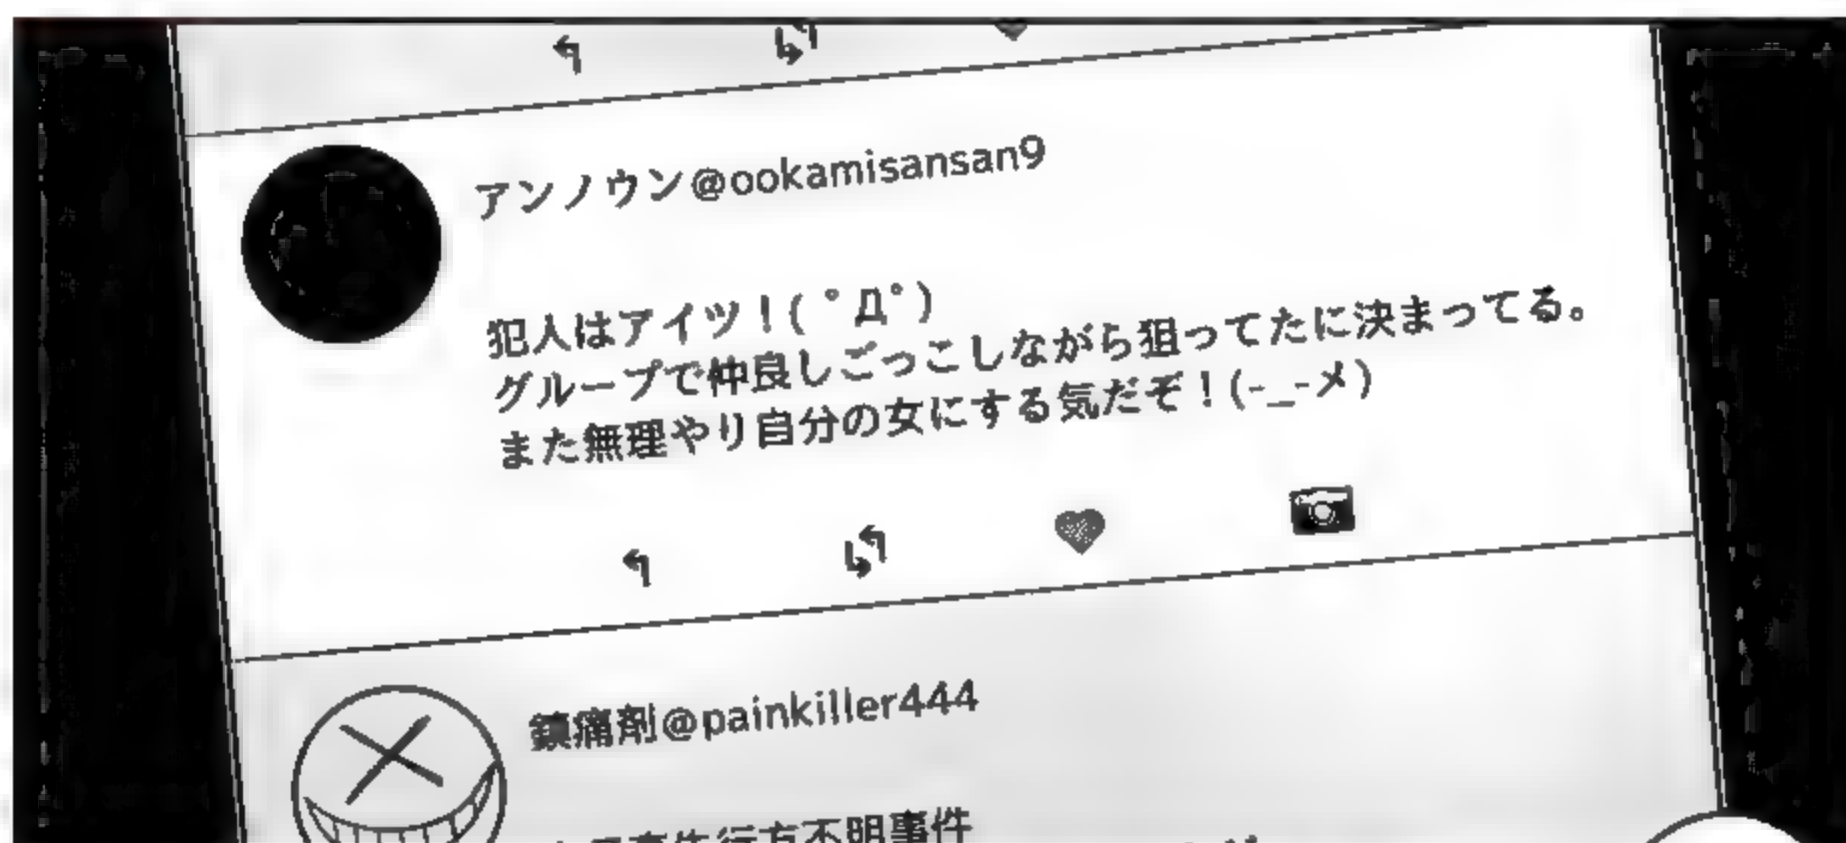 アンノウン@ookamisansan9
犯人はアイツ！( ﾟДﾟ)
グループで仲良しごっこしながら狙ってたに決まってる。
また無理やり自分の女にする気だぞ！(-_-メ)
鎮痛剤@painkiller444
行方不明事件